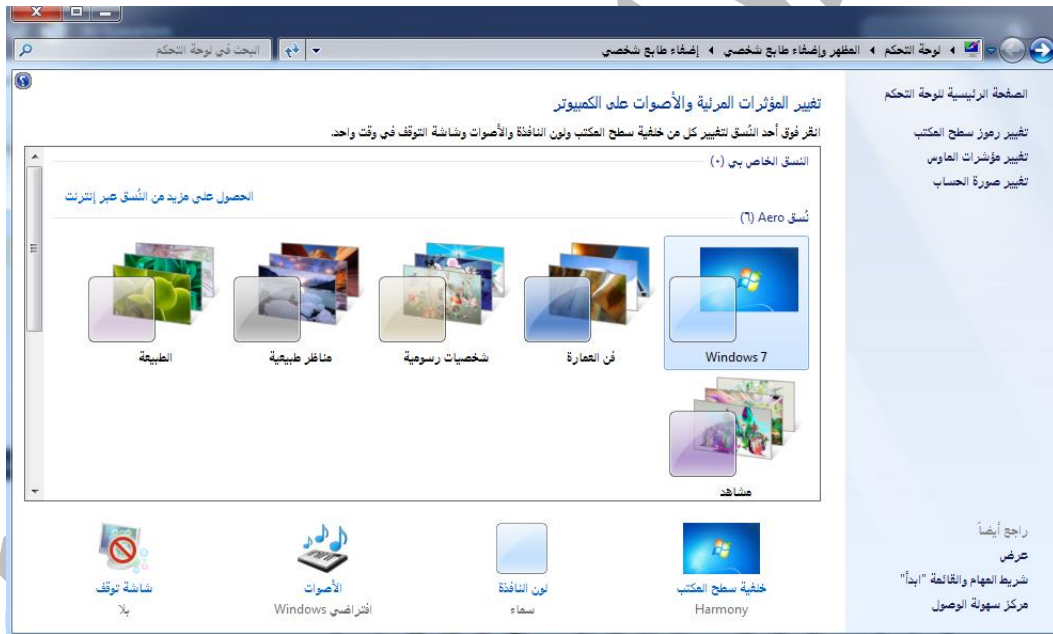 لوحة التحكم ‹ المظهر وإضفاء طابع شخصي ‹ إضفاء طابع شخصي
البحث في لوحة التحكم
الصفحة الرئيسية للوحة التحكم
تغيير رموز سطح المكتب
تغيير مؤشرات الماوس
تغيير صورة الحساب
تغيير المؤثرات المرئية والأصوات على الكمبيوتر
انقر فوق أحد النُسق لتغيير كل من خلفية سطح المكتب ولون النافذة والأصوات وشاشة التوقف في وقت واحد.
النسق الخاص بي (٠)
الحصول على مزيد من النُسق عبر إنترنت
نُسق Aero (٦)
Windows 7
فن العمارة
شخصيات رسومية
مناظر طبيعية
الطبيعة
مشاهد
خلفية سطح المكتب
Harmony
لون النافذة
سماء
الأصوات
افتراضي Windows
شاشة توقف
بلا
راجع أيضاً
عرض
شريط المهام والقائمة "ابدأ"
مركز سهولة الوصول